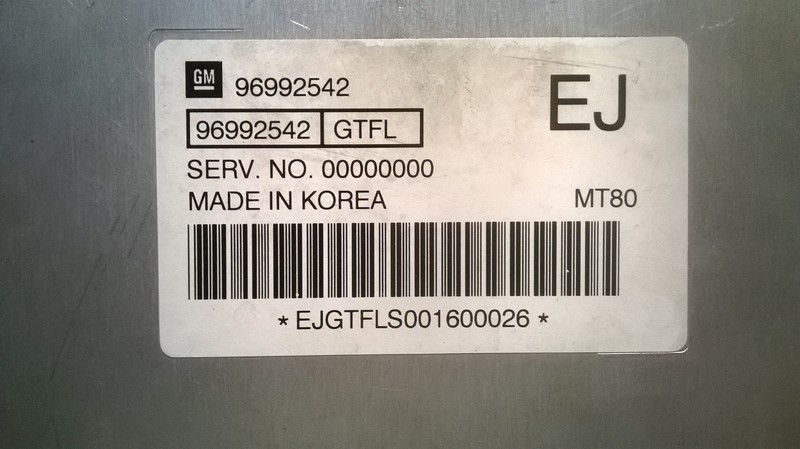 GM 96992542
EJ
96992542 GTFL
SERV. NO. 00000000
MADE IN KOREA MT80
* EJGTFLS001600026 *